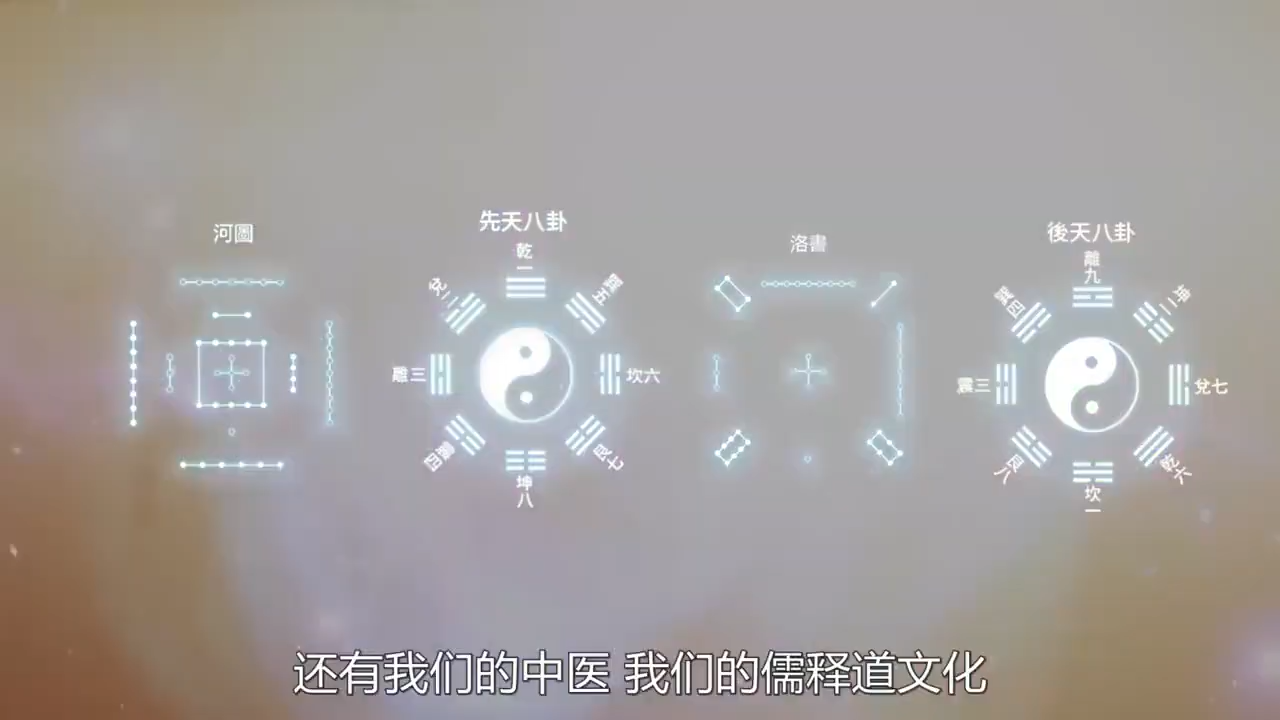 河圖
先天八卦
乾一
兌二
巽五
離三
坎六
震四
艮七
坤八
洛書
後天八卦
離九
巽四
坤二
震三
兌七
艮八
乾六
坎一
还有我们的中医 我们的儒释道文化